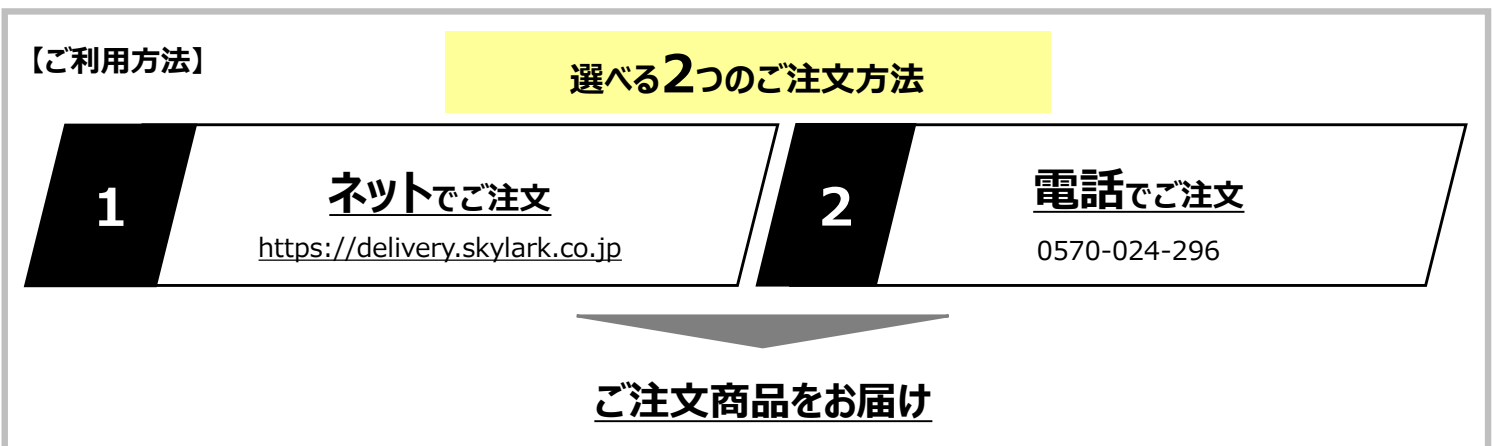 【ご利用方法】
選べる2つのご注文方法
1
ネットでご注文
https://delivery.skylark.co.jp
2
電話でご注文
0570-024-296
ご注文商品をお届け